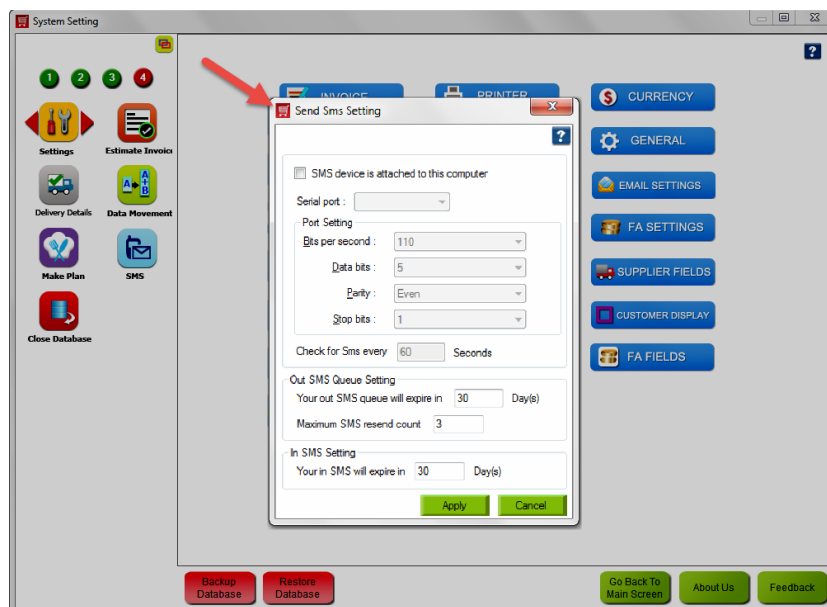 System Setting
1 2 3 4
Settings
Estimate Invoic
Delivery Details
Data Movement
Make Plan
SMS
Close Database
INVOICE
PRINTER
CURRENCY
GENERAL
EMAIL SETTINGS
FA SETTINGS
SUPPLIER FIELDS
CUSTOMER DISPLAY
FA FIELDS
Send Sms Setting
SMS device is attached to this computer
Serial port :
Port Setting
Bits per second : 110
Data bits : 5
Parity : Even
Stop bits : 1
Check for Sms every 60 Seconds
Out SMS Queue Setting
Your out SMS queue will expire in 30 Day(s)
Maximum SMS resend count 3
In SMS Setting
Your in SMS will expire in 30 Day(s)
Apply Cancel
Backup
Database
Restore
Database
Go Back To
Main Screen
About Us
Feedback